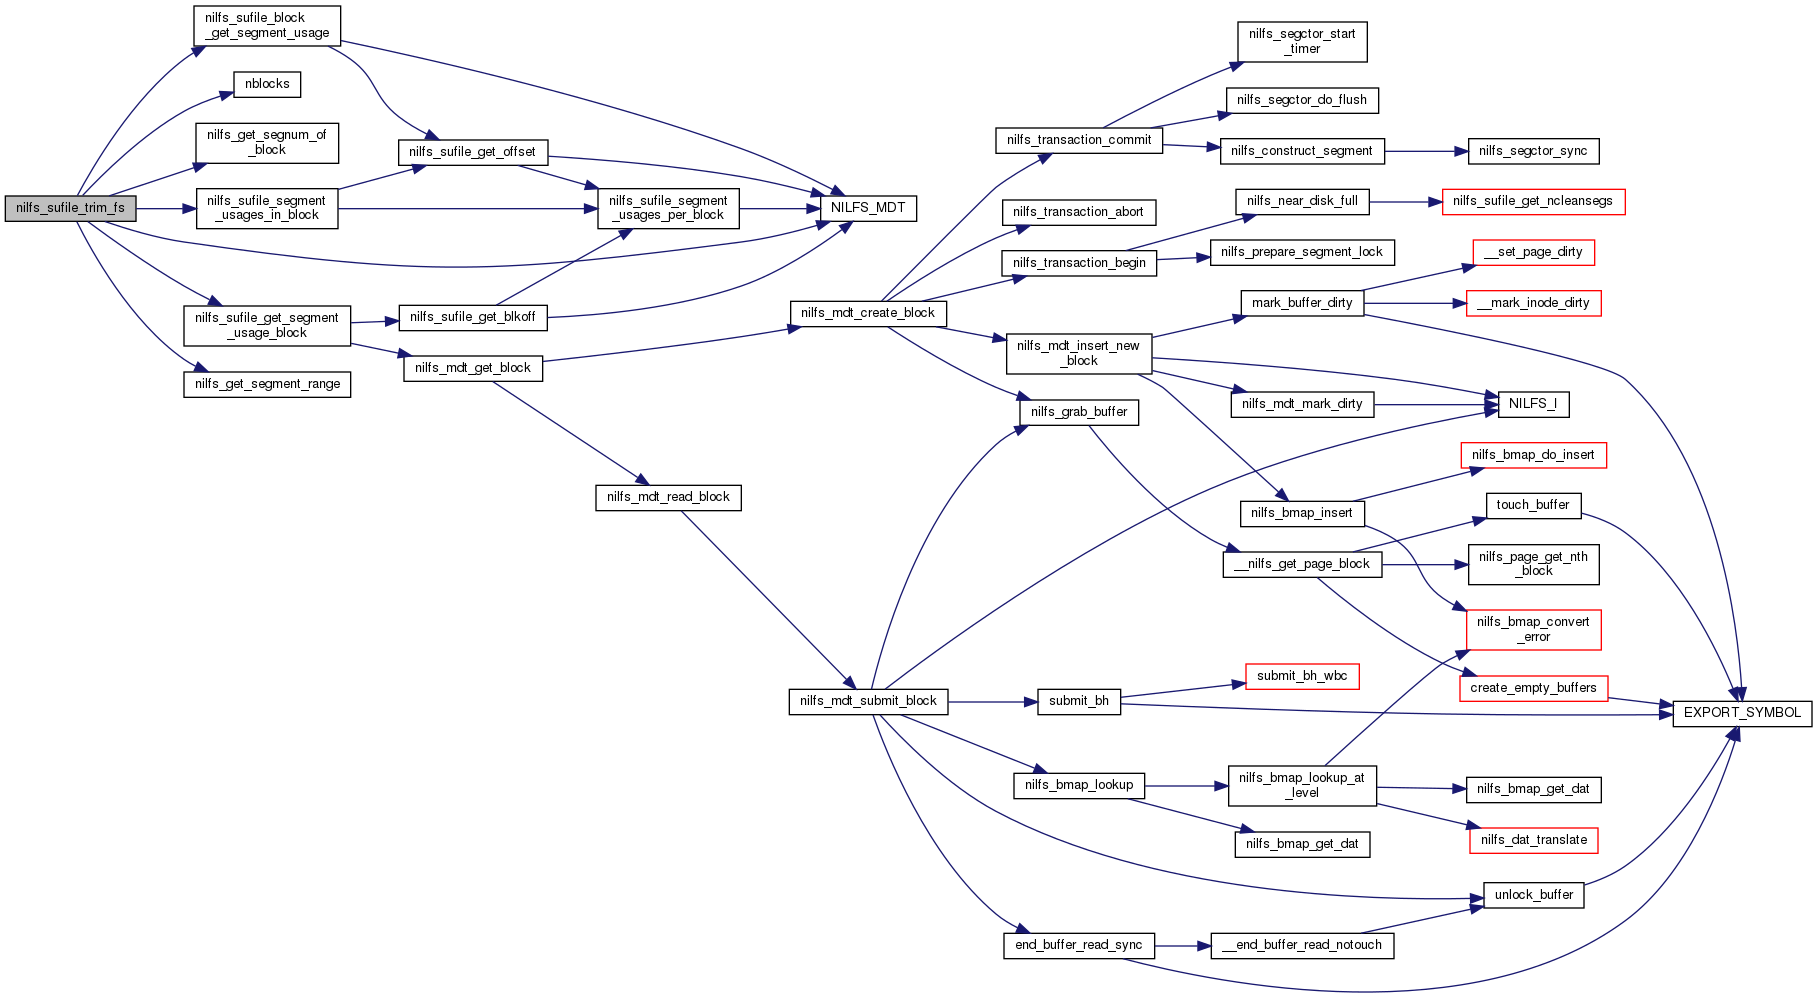 nilfs_sufile_trim_fs
nilfs_sufile_block
_get_segment_usage
nblocks
nilfs_get_segnum_of
_block
nilfs_sufile_segment
_usages_in_block
nilfs_sufile_get_segment
_usage_block
nilfs_get_segment_range
nilfs_sufile_get_offset
nilfs_sufile_get_blkoff
nilfs_mdt_get_block
nilfs_sufile_segment
_usages_per_block
nilfs_mdt_read_block
NILFS_MDT
nilfs_mdt_create_block
nilfs_mdt_submit_block
nilfs_transaction_commit
nilfs_transaction_abort
nilfs_transaction_begin
nilfs_mdt_insert_new
_block
nilfs_grab_buffer
submit_bh
nilfs_bmap_lookup
end_buffer_read_sync
nilfs_segctor_start
_timer
nilfs_segctor_do_flush
nilfs_construct_segment
nilfs_near_disk_full
nilfs_prepare_segment_lock
mark_buffer_dirty
nilfs_mdt_mark_dirty
nilfs_bmap_insert
__nilfs_get_page_block
submit_bh_wbc
nilfs_bmap_lookup_at
_level
nilfs_bmap_get_dat
__end_buffer_read_notouch
nilfs_segctor_sync
nilfs_sufile_get_ncleansegs
__set_page_dirty
__mark_inode_dirty
NILFS_I
nilfs_bmap_do_insert
touch_buffer
nilfs_page_get_nth
_block
nilfs_bmap_convert
_error
create_empty_buffers
nilfs_bmap_get_dat
nilfs_dat_translate
unlock_buffer
EXPORT_SYMBOL